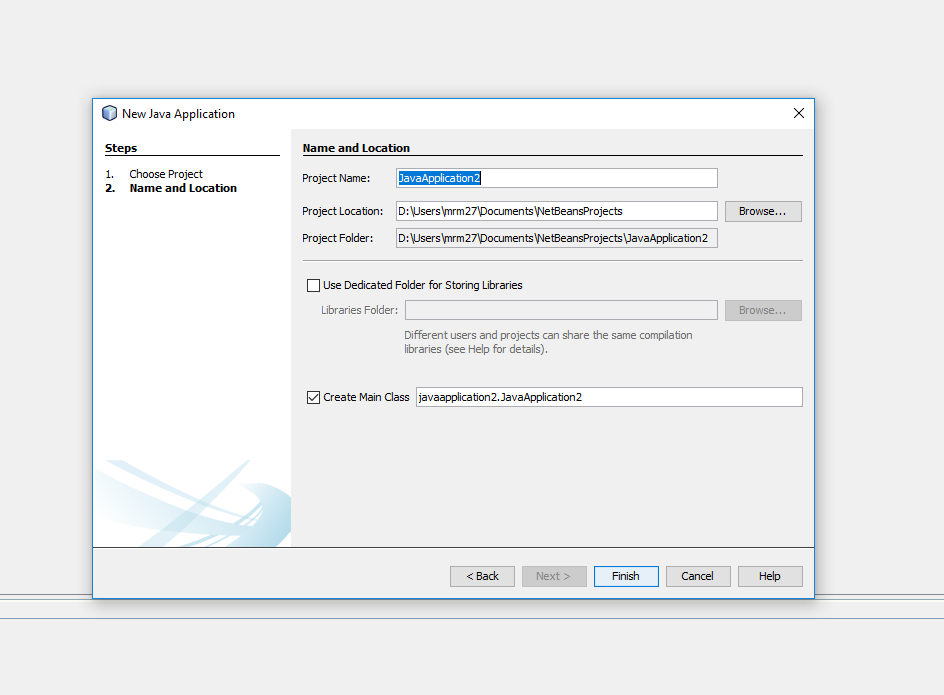 New Java Application
Steps
1. Choose Project
2. Name and Location
Name and Location
Project Name: JavaApplication2
Project Location: D:\Users\mrm27\Documents\NetBeansProjects Browse...
Project Folder: D:\Users\mrm27\Documents\NetBeansProjects\JavaApplication2
Use Dedicated Folder for Storing Libraries
Libraries Folder: Browse...
Different users and projects can share the same compilation
libraries (see Help for details).
Create Main Class javaapplication2.JavaApplication2
< Back Next > Finish Cancel Help